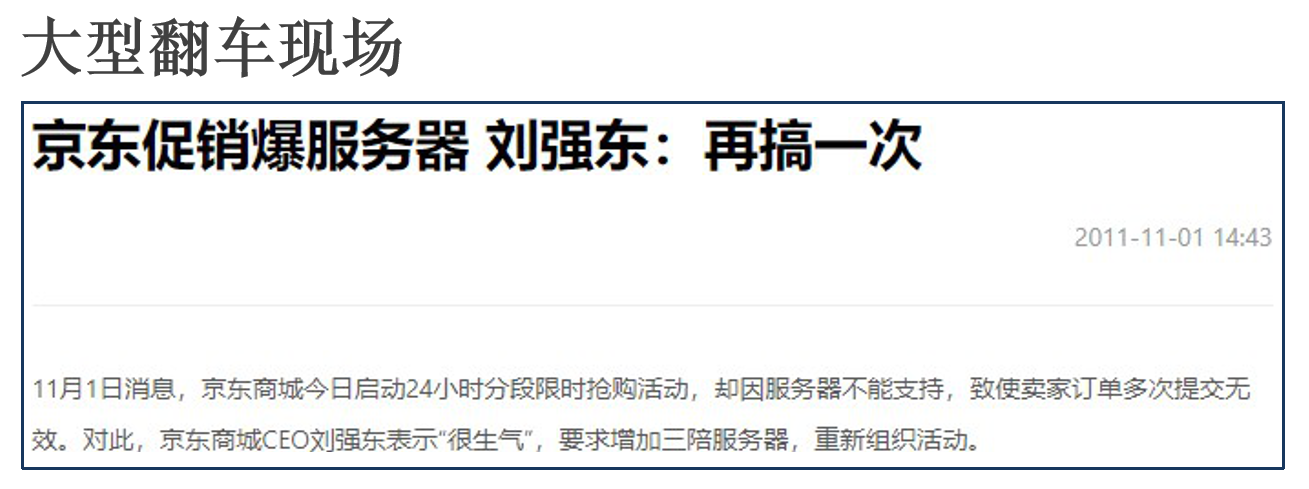 大型翻车现场
京东促销爆服务器 刘强东：再搞一次
2011-11-01 14:43
11月1日消息，京东商城今日启动24小时分段限时抢购活动，却因服务器不能支持，致使卖家订单多次提交无
效。对此，京东商城CEO刘强东表示“很生气”，要求增加三陪服务器，重新组织活动。